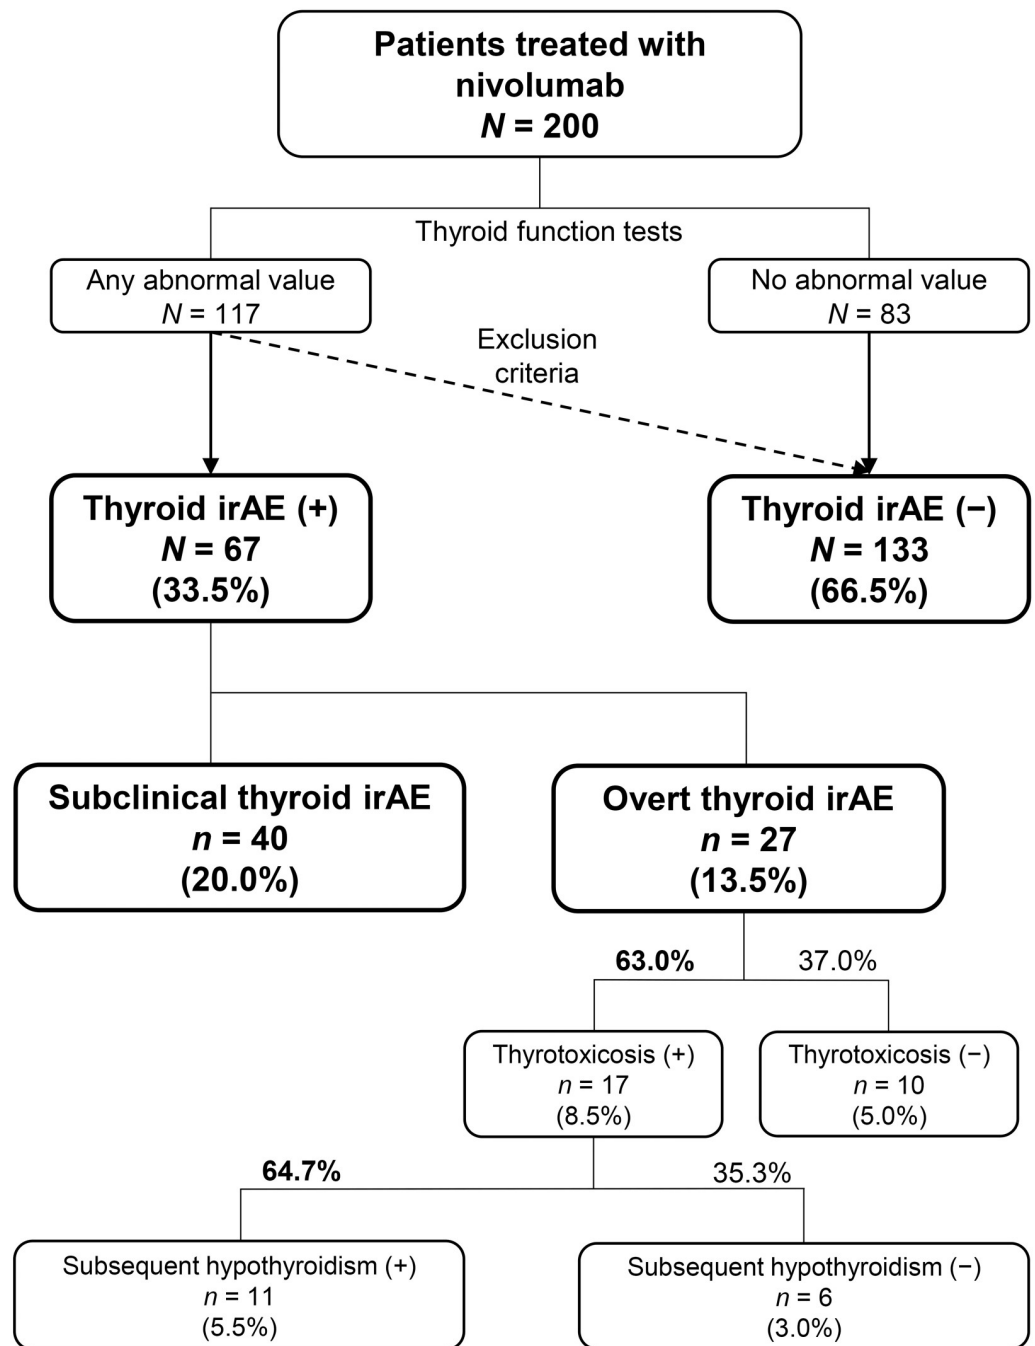 Patients treated with
nivolumab
N = 200
Thyroid function tests
Any abnormal value
N = 117
No abnormal value
N = 83
Exclusion
criteria
Thyroid irAE (+)
N = 67
(33.5%)
Thyroid irAE (−)
N = 133
(66.5%)
Subclinical thyroid irAE
n = 40
(20.0%)
Overt thyroid irAE
n = 27
(13.5%)
63.0%
37.0%
Thyrotoxicosis (+)
n = 17
(8.5%)
Thyrotoxicosis (−)
n = 10
(5.0%)
64.7%
35.3%
Subsequent hypothyroidism (+)
n = 11
(5.5%)
Subsequent hypothyroidism (−)
n = 6
(3.0%)